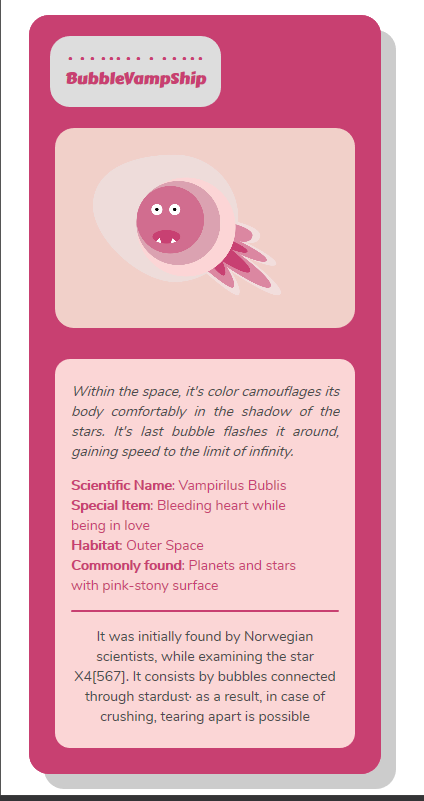 BubbleVampShip
Within the space, it's color camouflages its
body comfortably in the shadow of the
stars. It's last bubble flashes it around,
gaining speed to the limit of infinity.
Scientific Name: Vampirilus Bublis
Special Item: Bleeding heart while
being in love
Habitat: Outer Space
Commonly found: Planets and stars
with pink-stony surface
It was initially found by Norwegian
scientists, while examining the star
X4[567]. It consists by bubbles connected
through stardust· as a result, in case of
crushing, tearing apart is possible